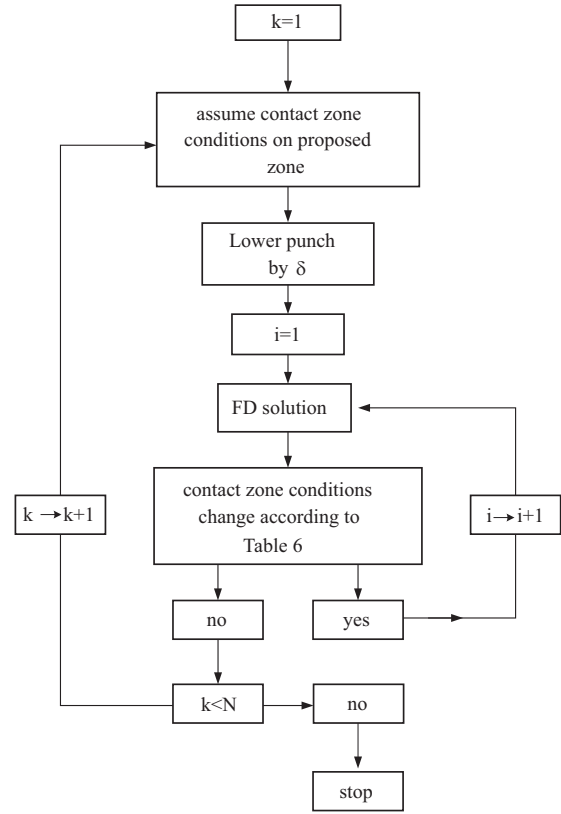 k=1
assume contact zone
conditions on proposed
zone
Lower punch
by δ
i=1
FD solution
contact zone conditions
change according to
Table 6
k→k+1
i→i+1
no
yes
k<N
no
stop